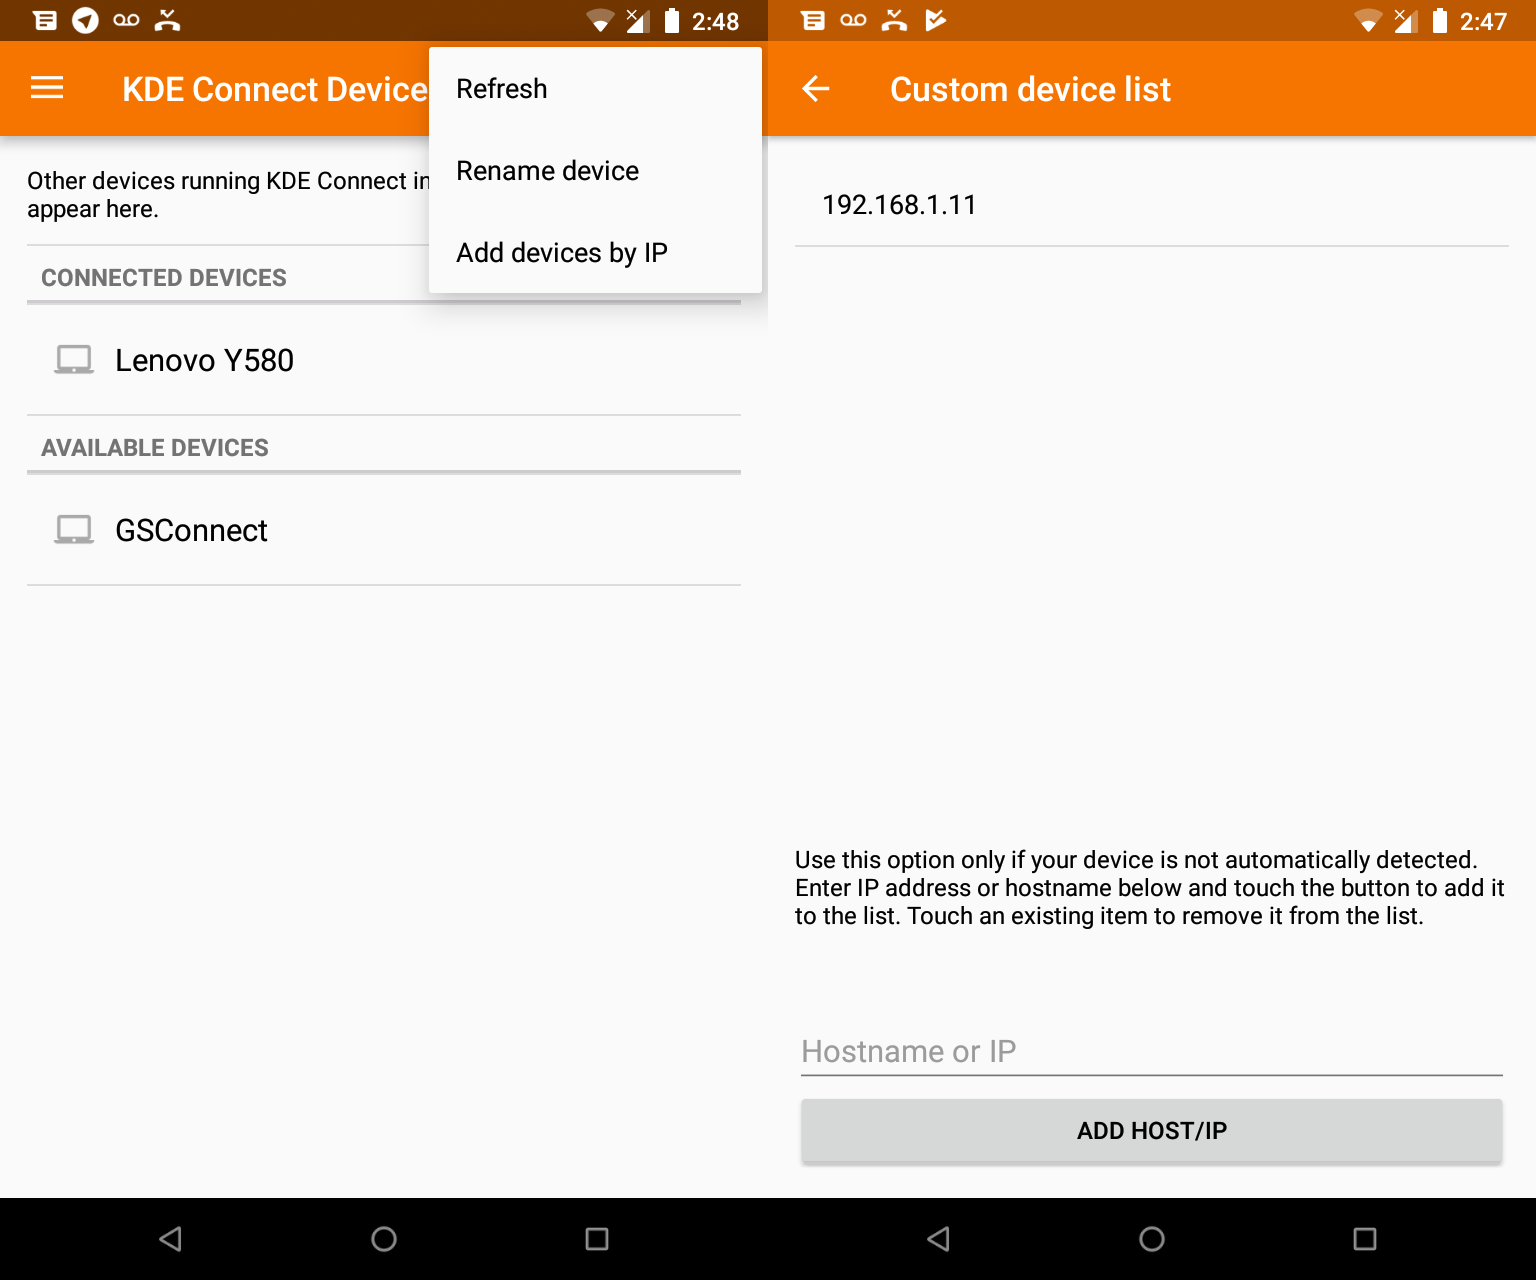 2:48
KDE Connect Device
Refresh
Rename device
Add devices by IP
Other devices running KDE Connect in
appear here.
CONNECTED DEVICES
Lenovo Y580
AVAILABLE DEVICES
GSConnect
2:47
Custom device list
192.168.1.11
Use this option only if your device is not automatically detected.
Enter IP address or hostname below and touch the button to add it
to the list. Touch an existing item to remove it from the list.
Hostname or IP
ADD HOST/IP